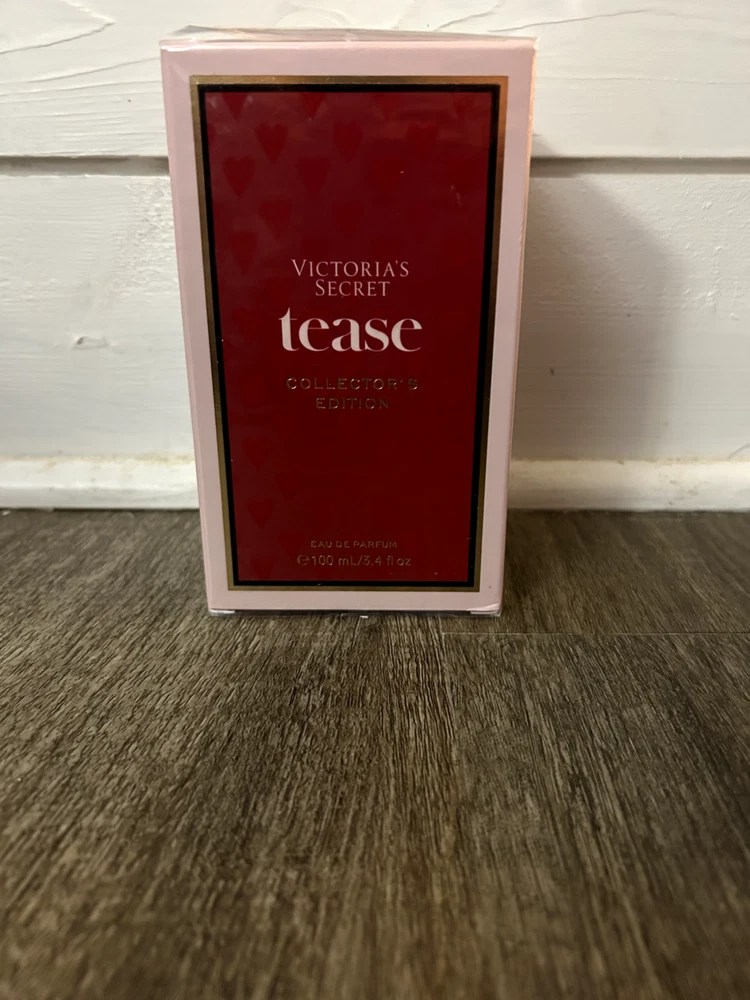 VICTORIA'S
SECRET
tease
COLLECTOR'S
EDITION
EAU DE PARFUM
℮100 mL/3.4 fl oz